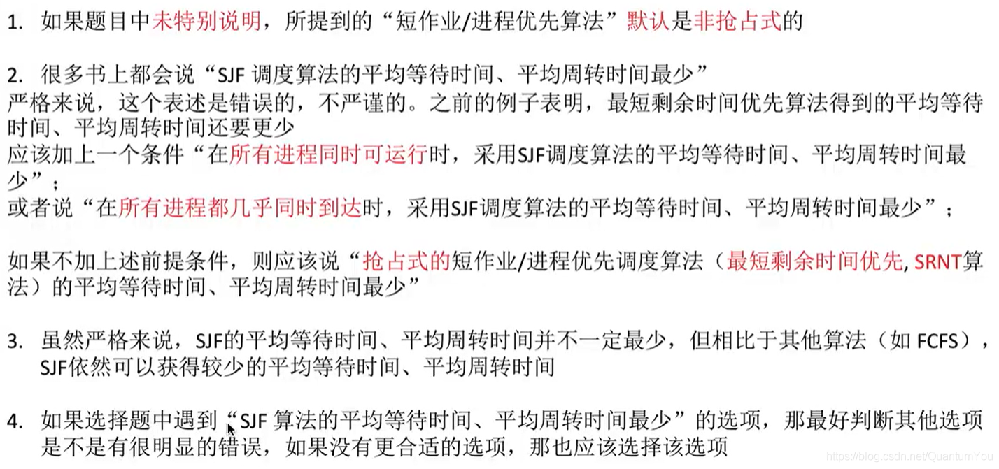 1. 如果题目中未特别说明，所提到的“短作业/进程优先算法”默认是非抢占式的
2. 很多书上都会说“SJF 调度算法的平均等待时间、平均周转时间最少”
严格来说，这个表述是错误的，不严谨的。之前的例子表明，最短剩余时间优先算法得到的平均等待
时间、平均周转时间还要更少
应该加上一个条件“在所有进程同时可运行时，采用SJF调度算法的平均等待时间、平均周转时间最
少”；
或者说“在所有进程都几乎同时到达时，采用SJF调度算法的平均等待时间、平均周转时间最少”；
如果不加上述前提条件，则应该说“抢占式的短作业/进程优先调度算法（最短剩余时间优先, SRNT算
法）的平均等待时间、平均周转时间最少”
3. 虽然严格来说，SJF的平均等待时间、平均周转时间并不一定最少，但相比于其他算法（如 FCFS），
SJF依然可以获得较少的平均等待时间、平均周转时间
4. 如果选择题中遇到“SJF 算法的平均等待时间、平均周转时间最少”的选项，那最好判断其他选项
是不是有很明显的错误，如果没有更合适的选项，那也应该选择该选项
https://blog.csdn.net/QuantumYou